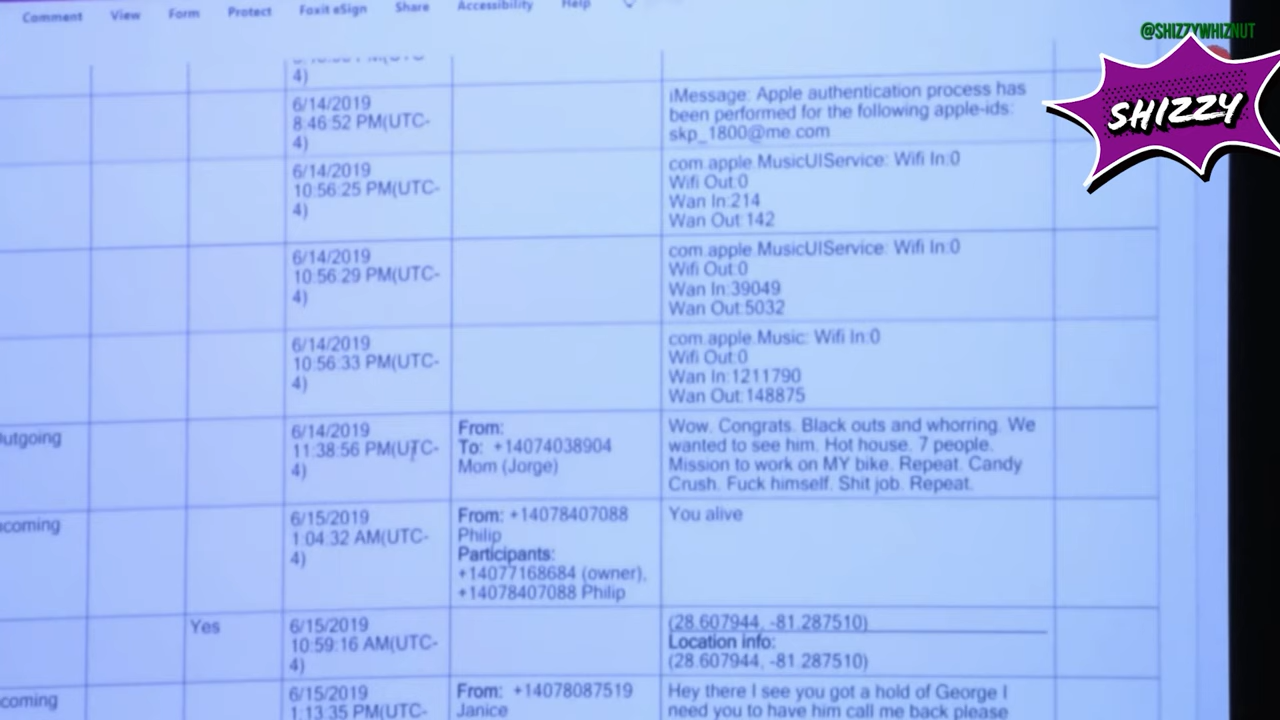 Comment View Form Protect Foxit eSign Share Accessibility Help
@SHIZZYWHIZNUT
SHIZZY
4)
6/14/2019
8:46:52 PM(UTC-
4)
iMessage: Apple authentication process has
been performed for the following apple-ids:
skp_1800@me.com
6/14/2019
10:56:25 PM(UTC-
4)
com.apple.MusicUIService: Wifi In:0
Wifi Out:0
Wan In:214
Wan Out:142
6/14/2019
10:56:29 PM(UTC-
4)
com.apple.MusicUIService: Wifi In:0
Wifi Out:0
Wan In:39049
Wan Out:5032
6/14/2019
10:56:33 PM(UTC-
4)
com.apple.Music: Wifi In:0
Wifi Out:0
Wan In:1211790
Wan Out:148875
utgoing
6/14/2019
11:38:56 PM(UTC-
4)
From:
To: +14074038904
Mom (Jorge)
Wow. Congrats. Black outs and whorring. We
wanted to see him. Hot house. 7 people.
Mission to work on MY bike. Repeat. Candy
Crush. Fuck himself. Shit job. Repeat.
coming
6/15/2019
1:04:32 AM(UTC-
4)
From: +14078407088
Philip
Participants:
+14077168684 (owner),
+14078407088 Philip
You alive
Yes
6/15/2019
10:59:16 AM(UTC-
4)
(28.607944, -81.287510)
Location info:
(28.607944, -81.287510)
coming
6/15/2019
1:13:35 PM(UTC-
From: +14078087519
Janice
Hey there I see you got a hold of George I
need you to have him call me back please